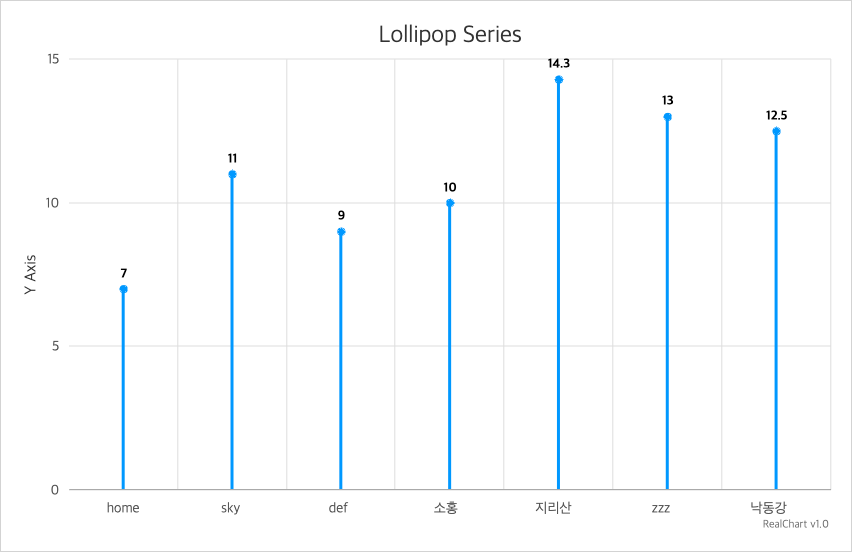 Lollipop Series
15
14.3
13
12.5
11
10
10
9
Y Axis
7
5
0
home sky def 소홍 지리산 zzz 낙동강
RealChart v1.0